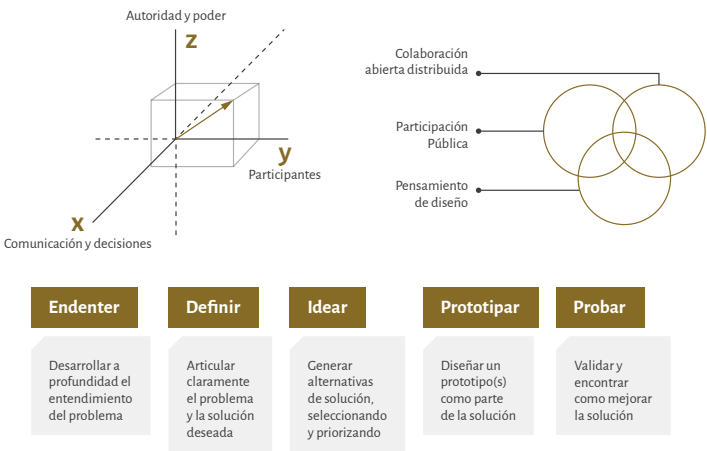 Autoridad y poder
z
y
Participantes
x
Comunicación y decisiones
Colaboración
abierta distribuida
Participación
Pública
Pensamiento
de diseño
Endenter
Desarrollar a
profundidad el
entendimiento
del problema
Definir
Articular
claramente
el problema
y la solución
deseada
Idear
Generar
alternativas
de solución,
seleccionando
y priorizando
Prototipar
Diseñar un
prototipo(s)
como parte
de la solución
Probar
Validar y
encontrar
como mejorar
la solución